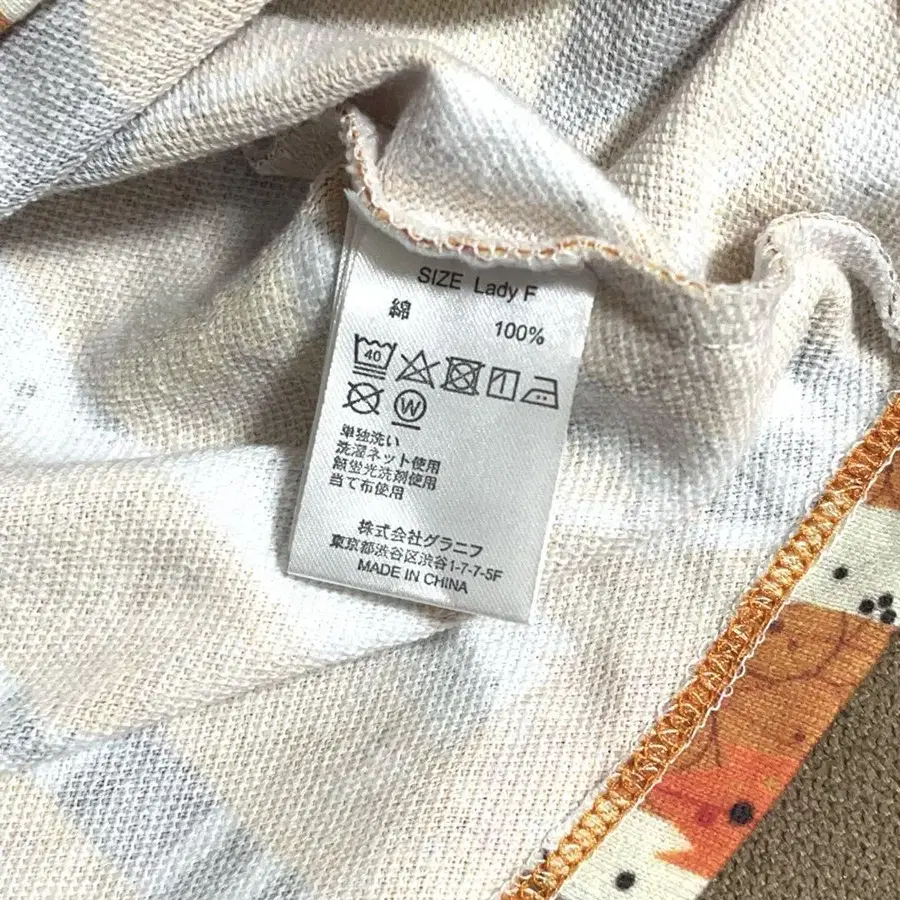 SIZE Lady F
綿 100%
40
W
単独洗い
洗濯ネット使用
無蛍光洗剤使用
当て布使用
株式会社グラニフ
東京都渋谷区渋谷1-7-7-5F
MADE IN CHINA